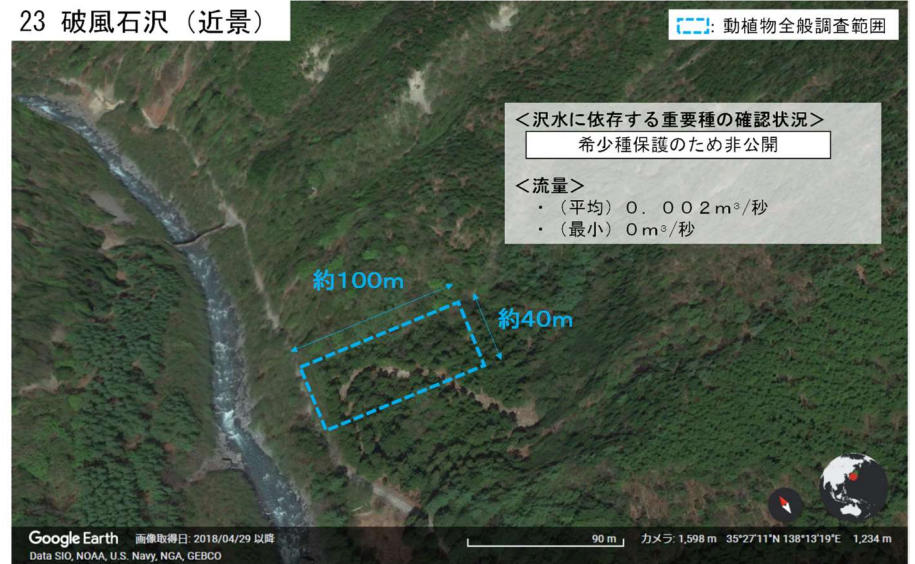 23 破風石沢（近景）
: 動植物全般調査範囲
＜沢水に依存する重要種の確認状況＞
希少種保護のため非公開
＜流量＞
・（平均）０．００２ｍ³/秒
・（最小）０ｍ³/秒
約100m
約40m
Google Earth 画像取得日: 2018/04/29 以降
90 m カメラ: 1,598 m 35°27'11"N 138°13'19"E 1,234 m
Data SIO, NOAA, U.S. Navy, NGA, GEBCO